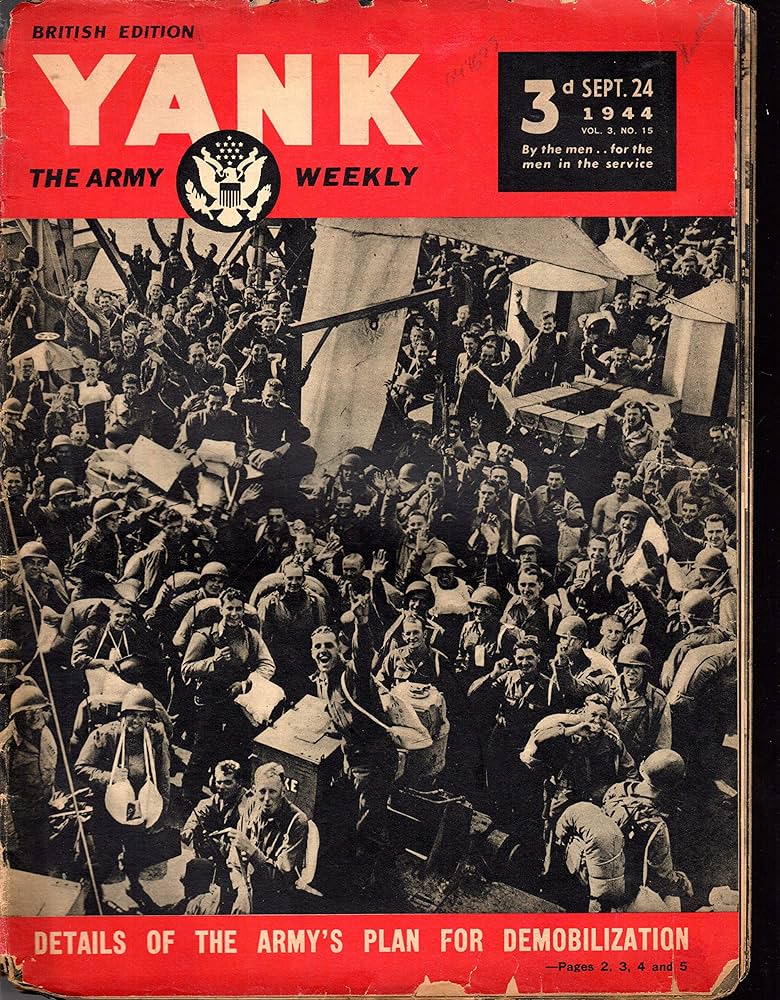 BRITISH EDITION
YANK
THE ARMY WEEKLY
3d SEPT. 24
1944
VOL. 3, NO. 15
By the men . . for the
men in the service
KE
DETAILS OF THE ARMY'S PLAN FOR DEMOBILIZATION
—Pages 2, 3, 4 and 5